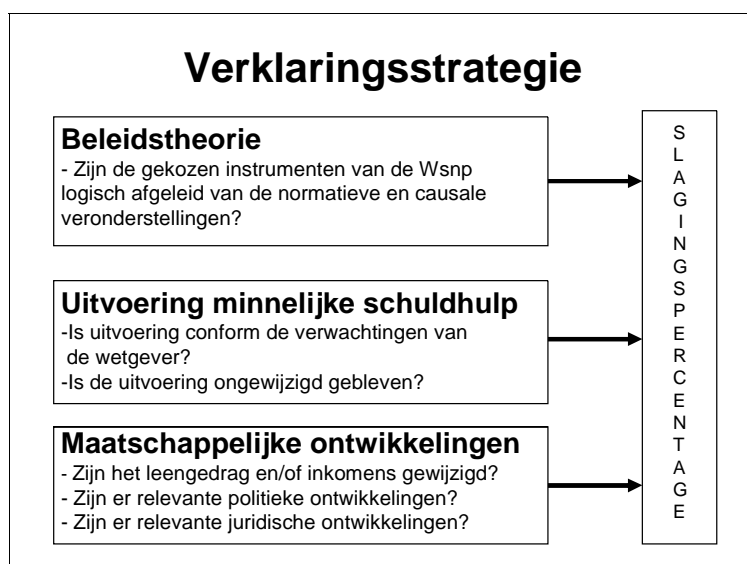 Verklaringsstrategie
Beleidstheorie
- Zijn de gekozen instrumenten van de Wsnp
logisch afgeleid van de normatieve en causale
veronderstellingen?
Uitvoering minnelijke schuldhulp
-Is uitvoering conform de verwachtingen van
de wetgever?
-Is de uitvoering ongewijzigd gebleven?
Maatschappelijke ontwikkelingen
- Zijn het leengedrag en/of inkomens gewijzigd?
- Zijn er relevante politieke ontwikkelingen?
- Zijn er relevante juridische ontwikkelingen?
S
L
A
G
I
N
G
S
P
E
R
C
E
N
T
A
G
E